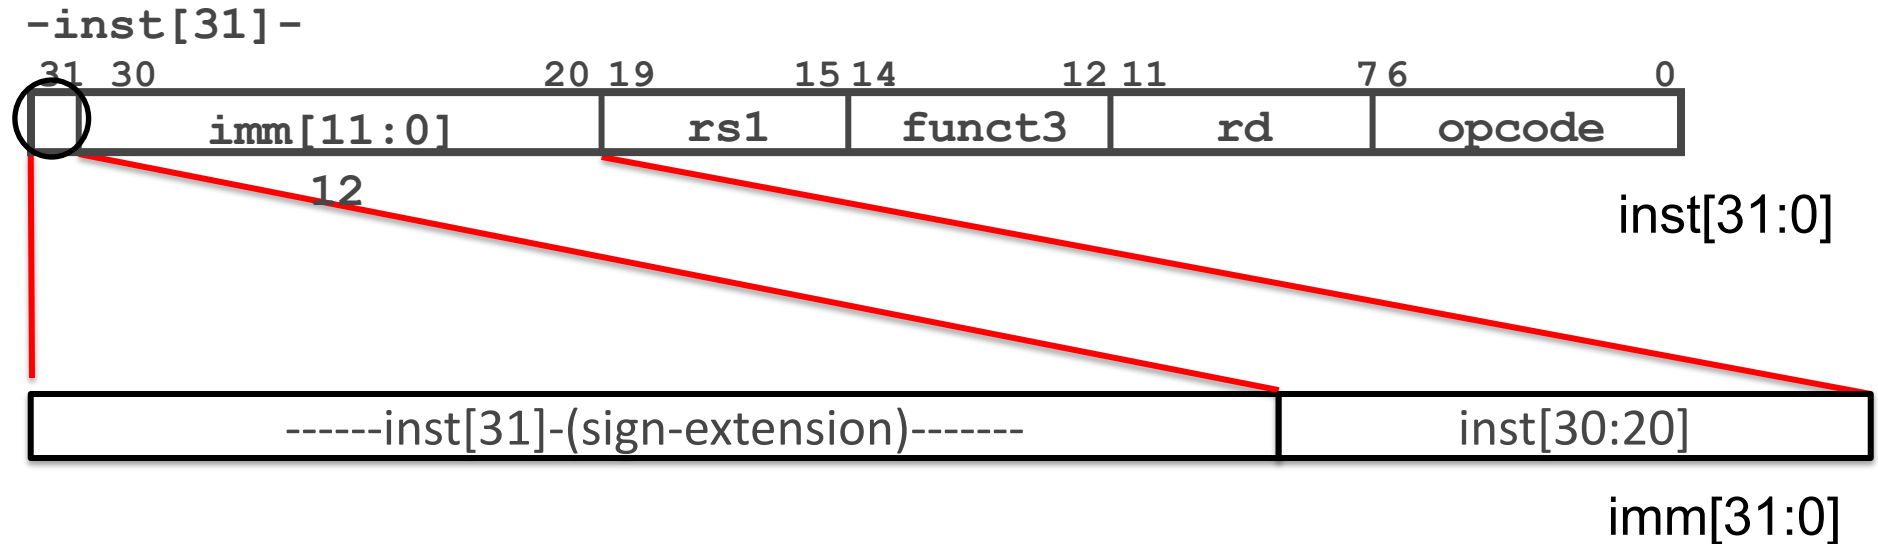 -inst[31]-
31 30 20 19 15 14 12 11 7 6 0
imm[11:0] rs1 funct3 rd opcode
12
inst[31:0]
------inst[31]-(sign-extension)------- inst[30:20]
imm[31:0]